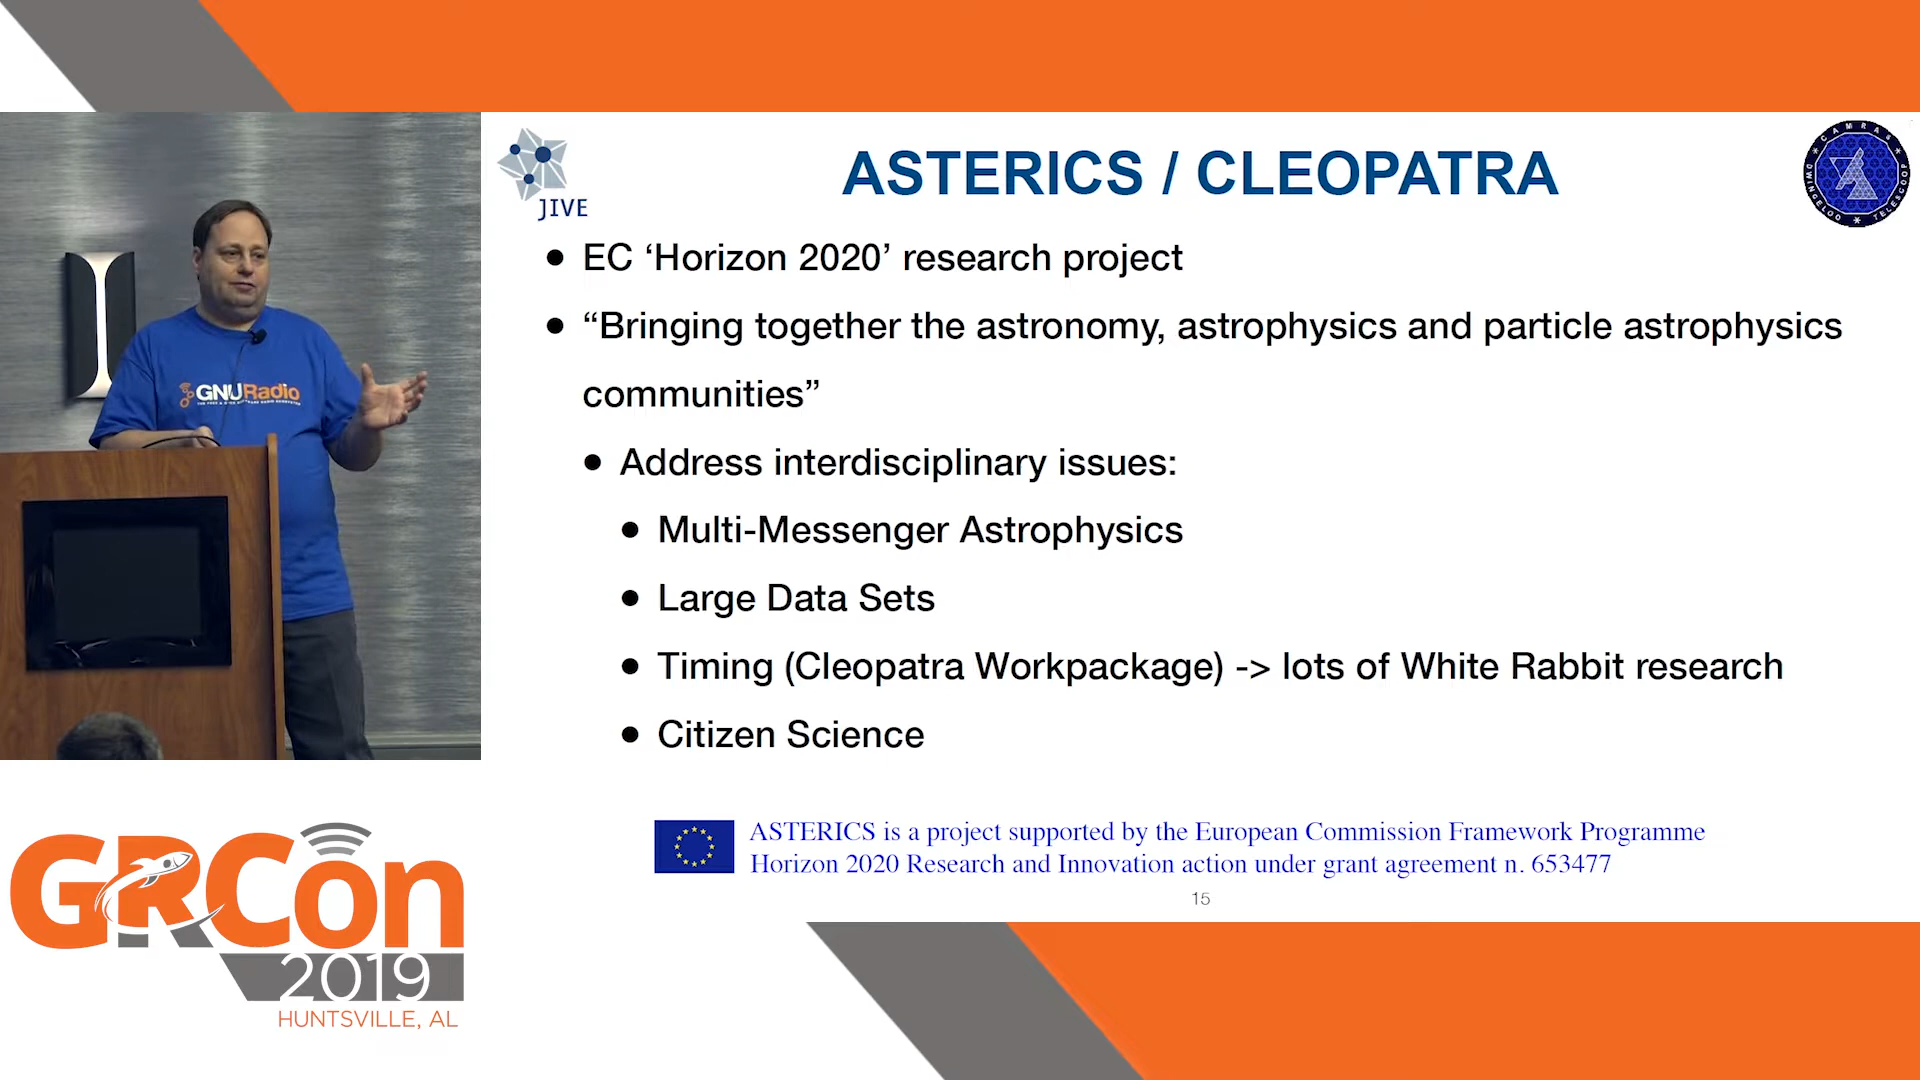 JIVE
ASTERICS / CLEOPATRA
CAMRAS
DWINGELOO TELESCOOP
• EC ‘Horizon 2020’ research project
• “Bringing together the astronomy, astrophysics and particle astrophysics
communities”
• Address interdisciplinary issues:
• Multi-Messenger Astrophysics
• Large Data Sets
• Timing (Cleopatra Workpackage) -> lots of White Rabbit research
• Citizen Science
ASTERICS is a project supported by the European Commission Framework Programme
Horizon 2020 Research and Innovation action under grant agreement n. 653477
15
GNURadio
GRCon
2019
HUNTSVILLE, AL